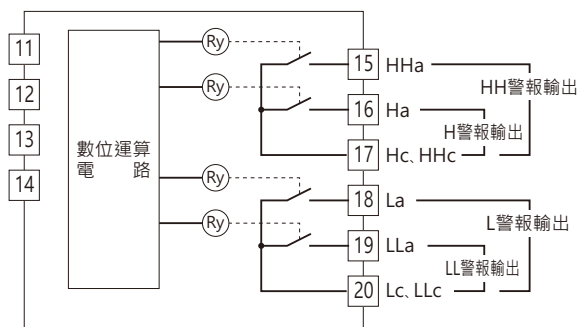 11
12
13
14
數位運算
電 路
Ry
Ry
Ry
Ry
15 HHa
16 Ha
17 Hc、HHc
18 La
19 LLa
20 Lc、LLc
HH警報輸出
H警報輸出
L警報輸出
LL警報輸出